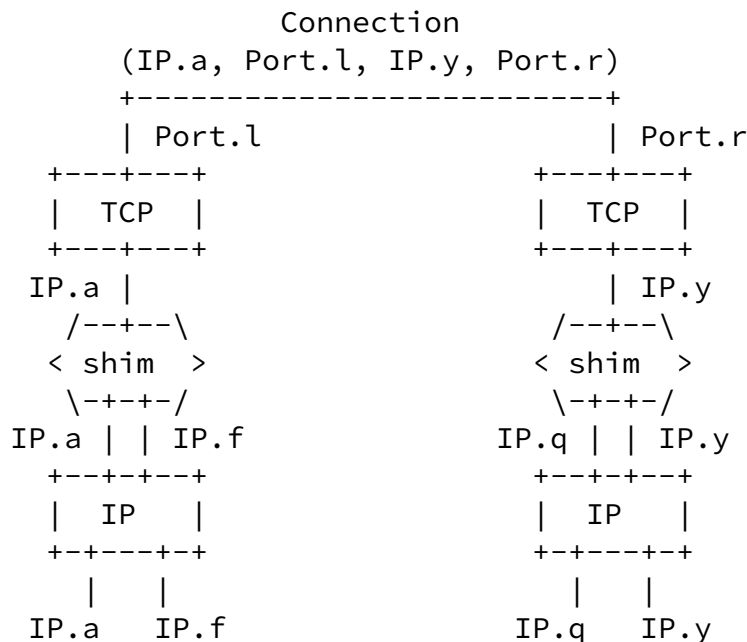 Connection
(IP.a, Port.l, IP.y, Port.r)
+---------------------------+
| Port.l                   | Port.r
+---+---+                  +---+---+
|  TCP  |                  |  TCP  |
+---+---+                  +---+---+
IP.a |                          | IP.y
/--+--\                    /--+--\
< shim  >                  < shim  >
\-+-+-/                    \-+-+-/
IP.a | | IP.f              IP.q | | IP.y
+--+-+--+                  +--+-+--+
|  IP   |                  |  IP   |
+-+---+-+                  +-+---+-+
|   |                      |   |
IP.a   IP.f                IP.q   IP.y